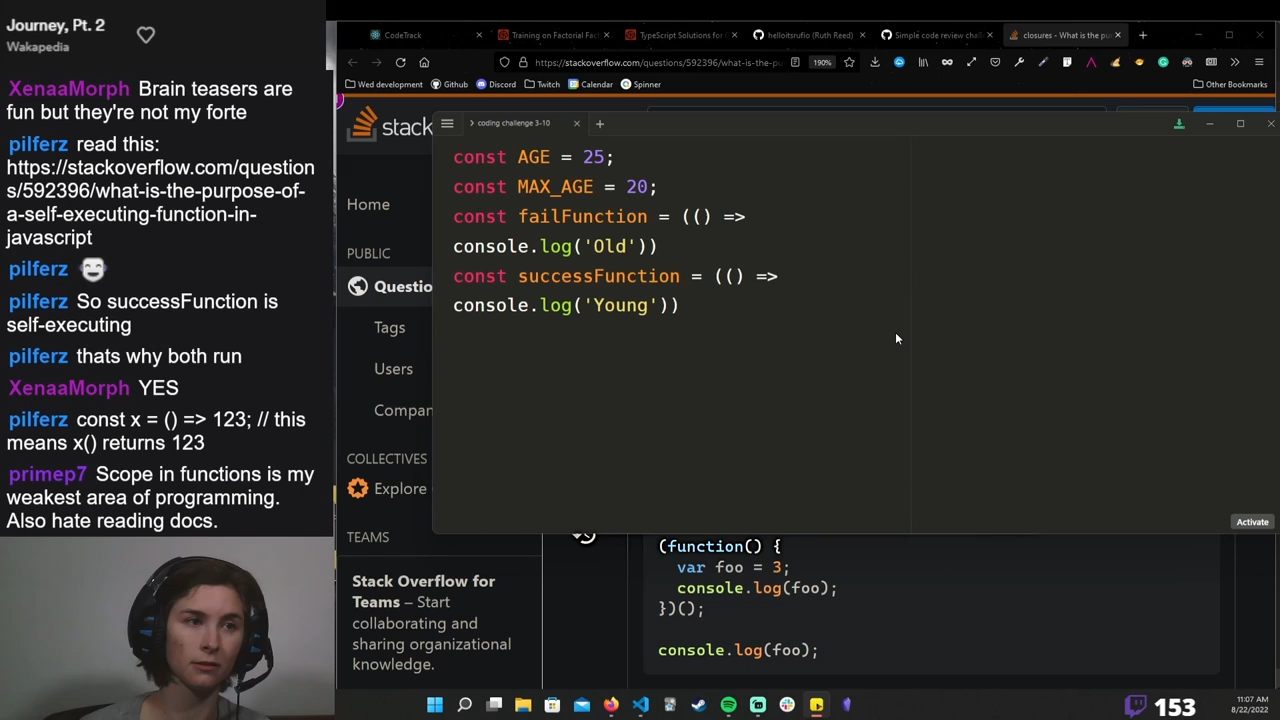 Journey, Pt. 2
Wakapedia
XenaaMorph Brain teasers are
fun but they're not my forte
pilferz read this:
https://stackoverflow.com/question
s/592396/what-is-the-purpose-of-
a-self-executing-function-in-
javascript
pilferz
pilferz So successFunction is
self-executing
pilferz thats why both run
XenaaMorph YES
pilferz const x = () => 123; // this
means x() returns 123
primep7 Scope in functions is my
weakest area of programming.
Also hate reading docs.
CodeTrack
Training on Factorial Fac
TypeScript Solutions for C
helloitsrufio (Ruth Reed)
Simple code review challe
closures - What is the pu
https://stackoverflow.com/questions/592396/what-is-the-pu
190%
Wed development
Github
Discord
Twitch
Calendar
Spinner
Other Bookmarks
stack
Home
PUBLIC
Questio
Tags
Users
Compan
COLLECTIVES
Explore
TEAMS
Stack Overflow for
Teams – Start
collaborating and
sharing organizational
knowledge.
> coding challenge 3-10
const AGE = 25;
const MAX_AGE = 20;
const failFunction = (() =>
console.log('Old'))
const successFunction = (() =>
console.log('Young'))
Activate
(function() {
var foo = 3;
console.log(foo);
})();
console.log(foo);
153
11:07 AM
8/22/2022